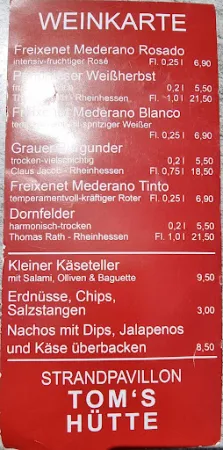 WEINKARTE
Freixenet Mederano Rosado
intensiv-fruchtiger Rosé Fl. 0,25 l 6,90
Weißherbst
0,2 l 5,50
Rheinhessen Fl. 1,0 l 21,50
Freixenet Mederano Blanco
spritziger Weißer Fl. 0,25 l 6,90
Grauer
trocken 0,2 l 5,50
Claus Jacob - Rheinhessen Fl. 0,75 l 18,50
Freixenet Mederano Tinto
temperamentvoll-kräftiger Roter Fl. 0,25 l 6,90
Dornfelder
harmonisch-trocken 0,2 l 5,50
Thomas Rath - Rheinhessen Fl. 1,0 l 21,50
Kleiner Käseteller
mit Salami, Olliven & Baguette 9,50
Erdnüsse, Chips,
Salzstangen 3,00
Nachos mit Dips, Jalapenos
und Käse überbacken 8,50
STRANDPAVILLON
TOM'S
HÜTTE